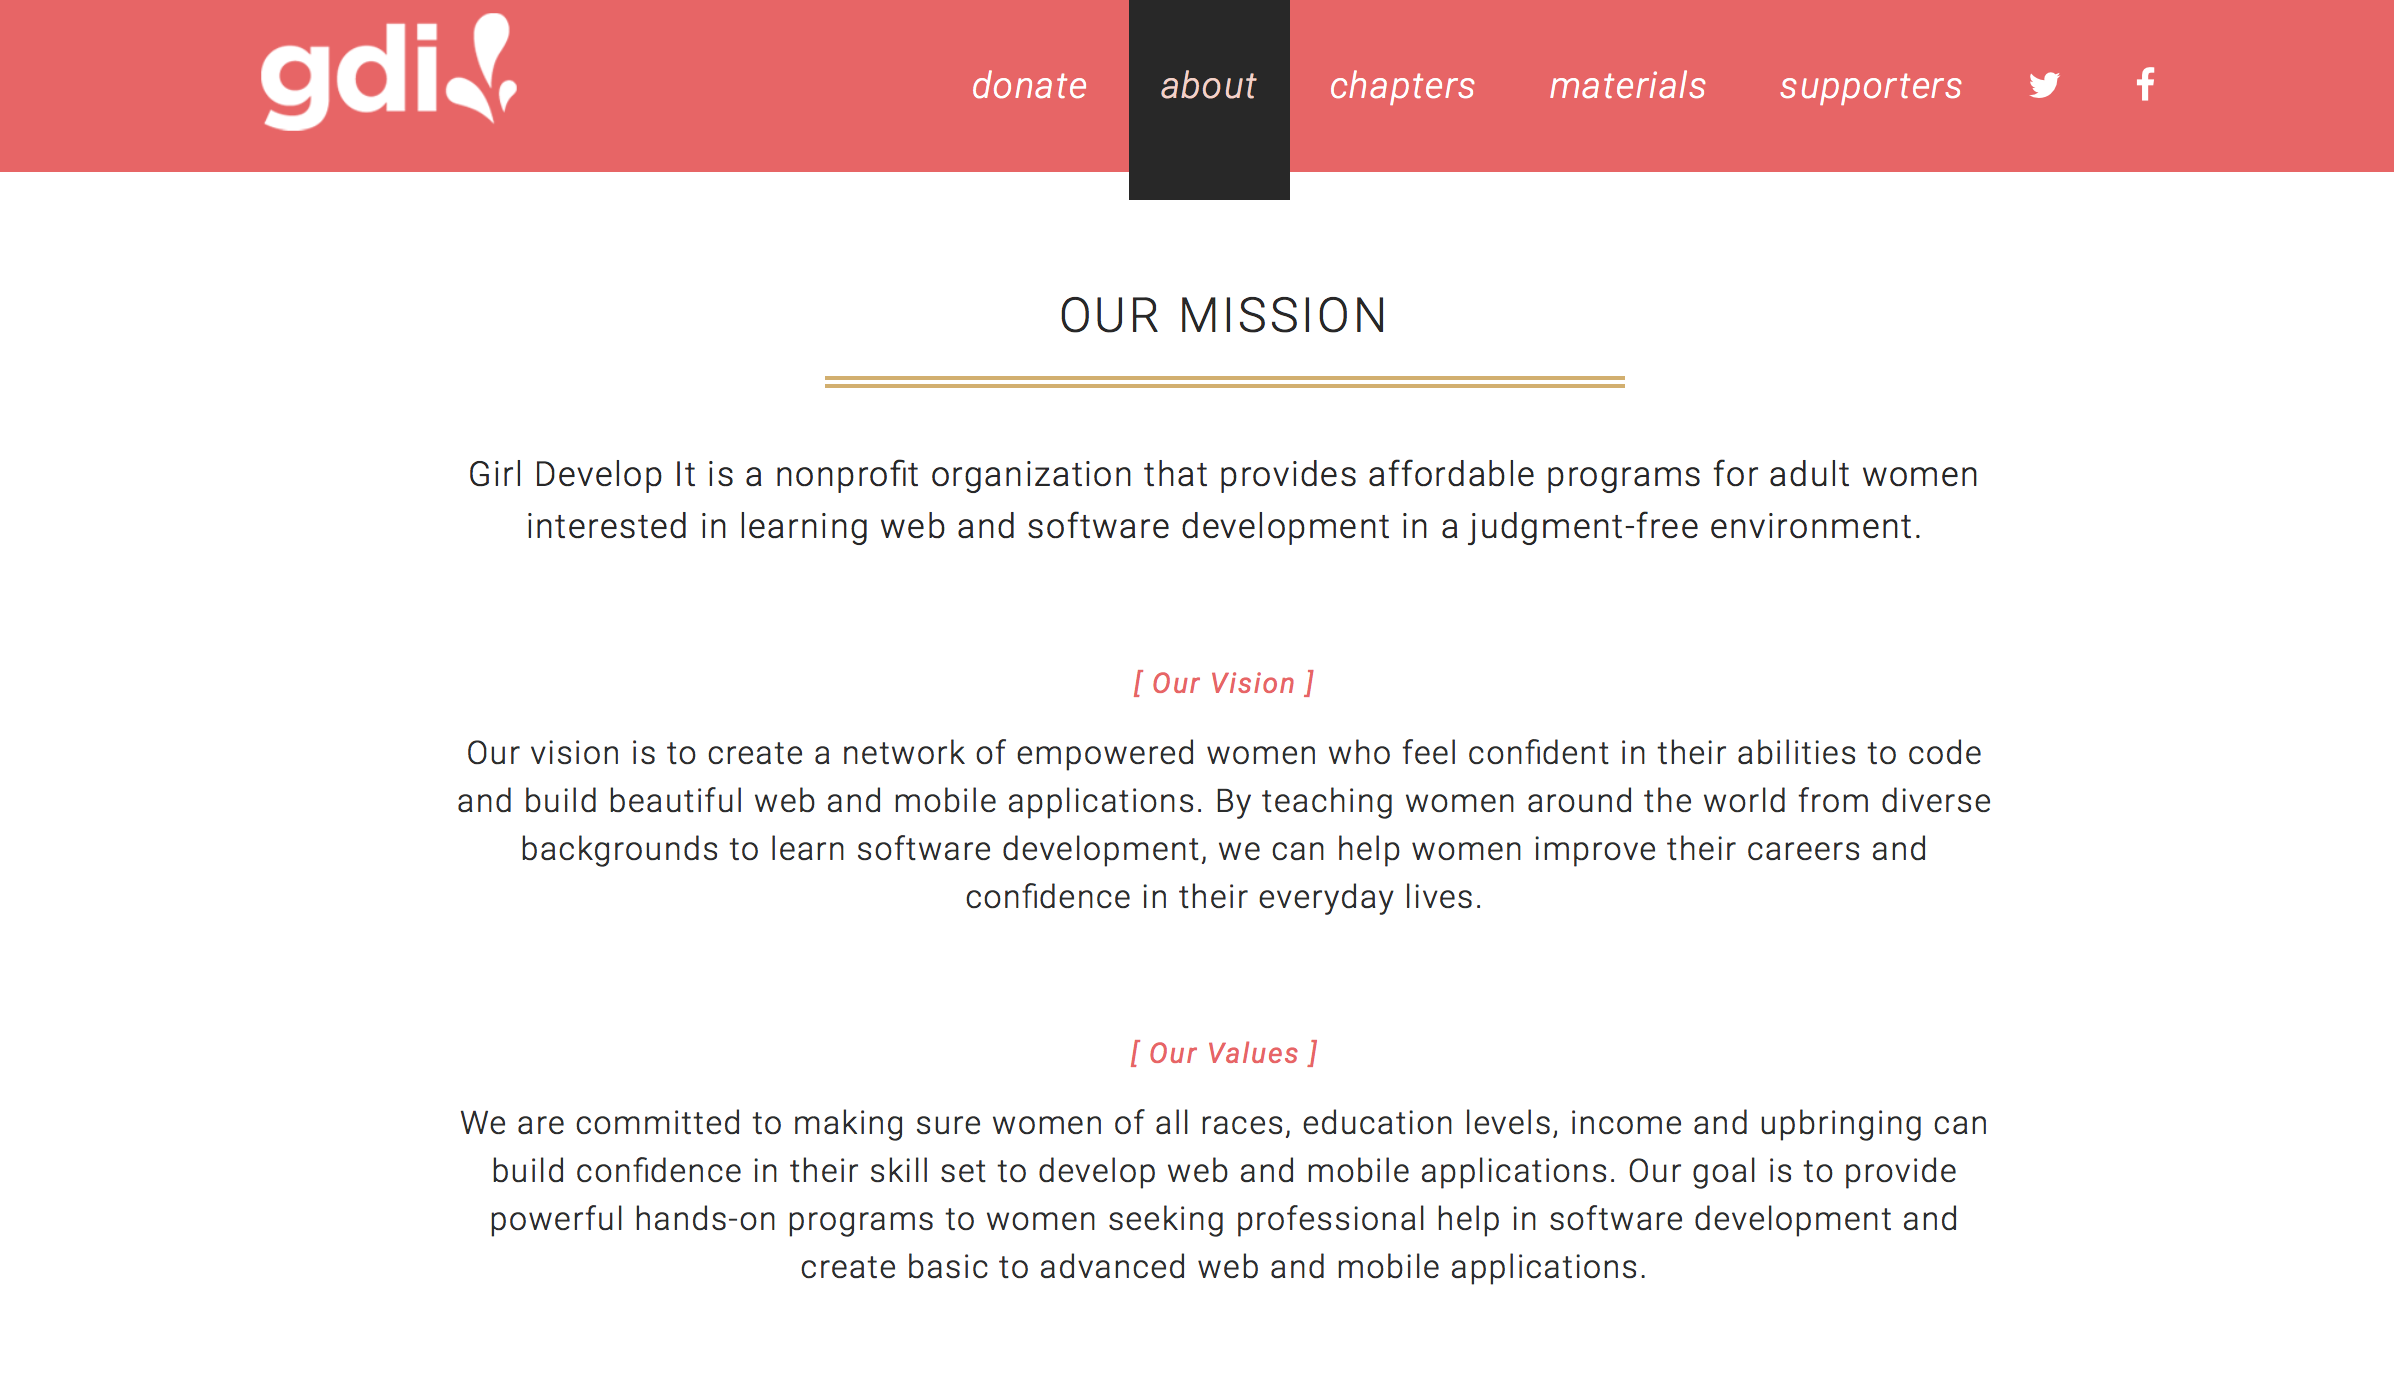 gdi
donate about chapters materials supporters
OUR MISSION
Girl Develop It is a nonprofit organization that provides affordable programs for adult women
interested in learning web and software development in a judgment-free environment.
[ Our Vision ]
Our vision is to create a network of empowered women who feel confident in their abilities to code
and build beautiful web and mobile applications. By teaching women around the world from diverse
backgrounds to learn software development, we can help women improve their careers and
confidence in their everyday lives.
[ Our Values ]
We are committed to making sure women of all races, education levels, income and upbringing can
build confidence in their skill set to develop web and mobile applications. Our goal is to provide
powerful hands-on programs to women seeking professional help in software development and
create basic to advanced web and mobile applications.